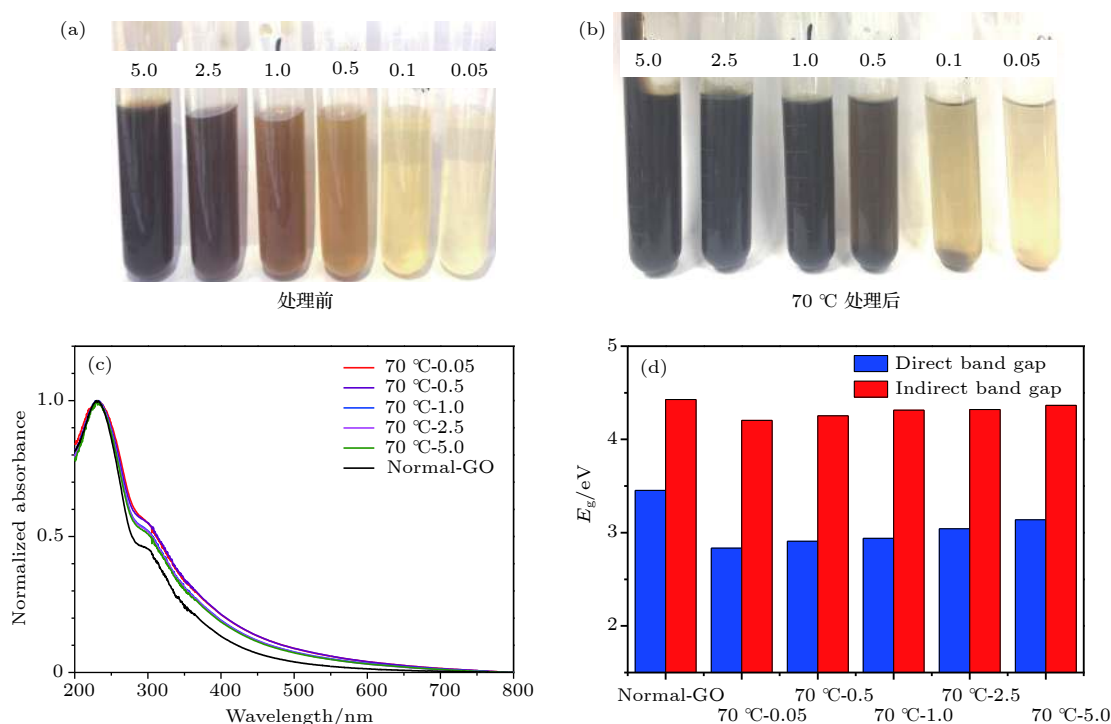 (a)
5.0 2.5 1.0 0.5 0.1 0.05
处理前
(b)
5.0 2.5 1.0 0.5 0.1 0.05
70 ℃ 处理后
(c)
70 ℃-0.05
70 ℃-0.5
70 ℃-1.0
70 ℃-2.5
70 ℃-5.0
Normal-GO
1.0
0.5
0
Normalized absorbance
200 300 400 500 600 700 800
Wavelength/nm
(d)
Direct band gap
Indirect band gap
5
4
3
2
Eg/eV
Normal-GO 70 ℃-0.5 70 ℃-2.5
70 ℃-0.05 70 ℃-1.0 70 ℃-5.0